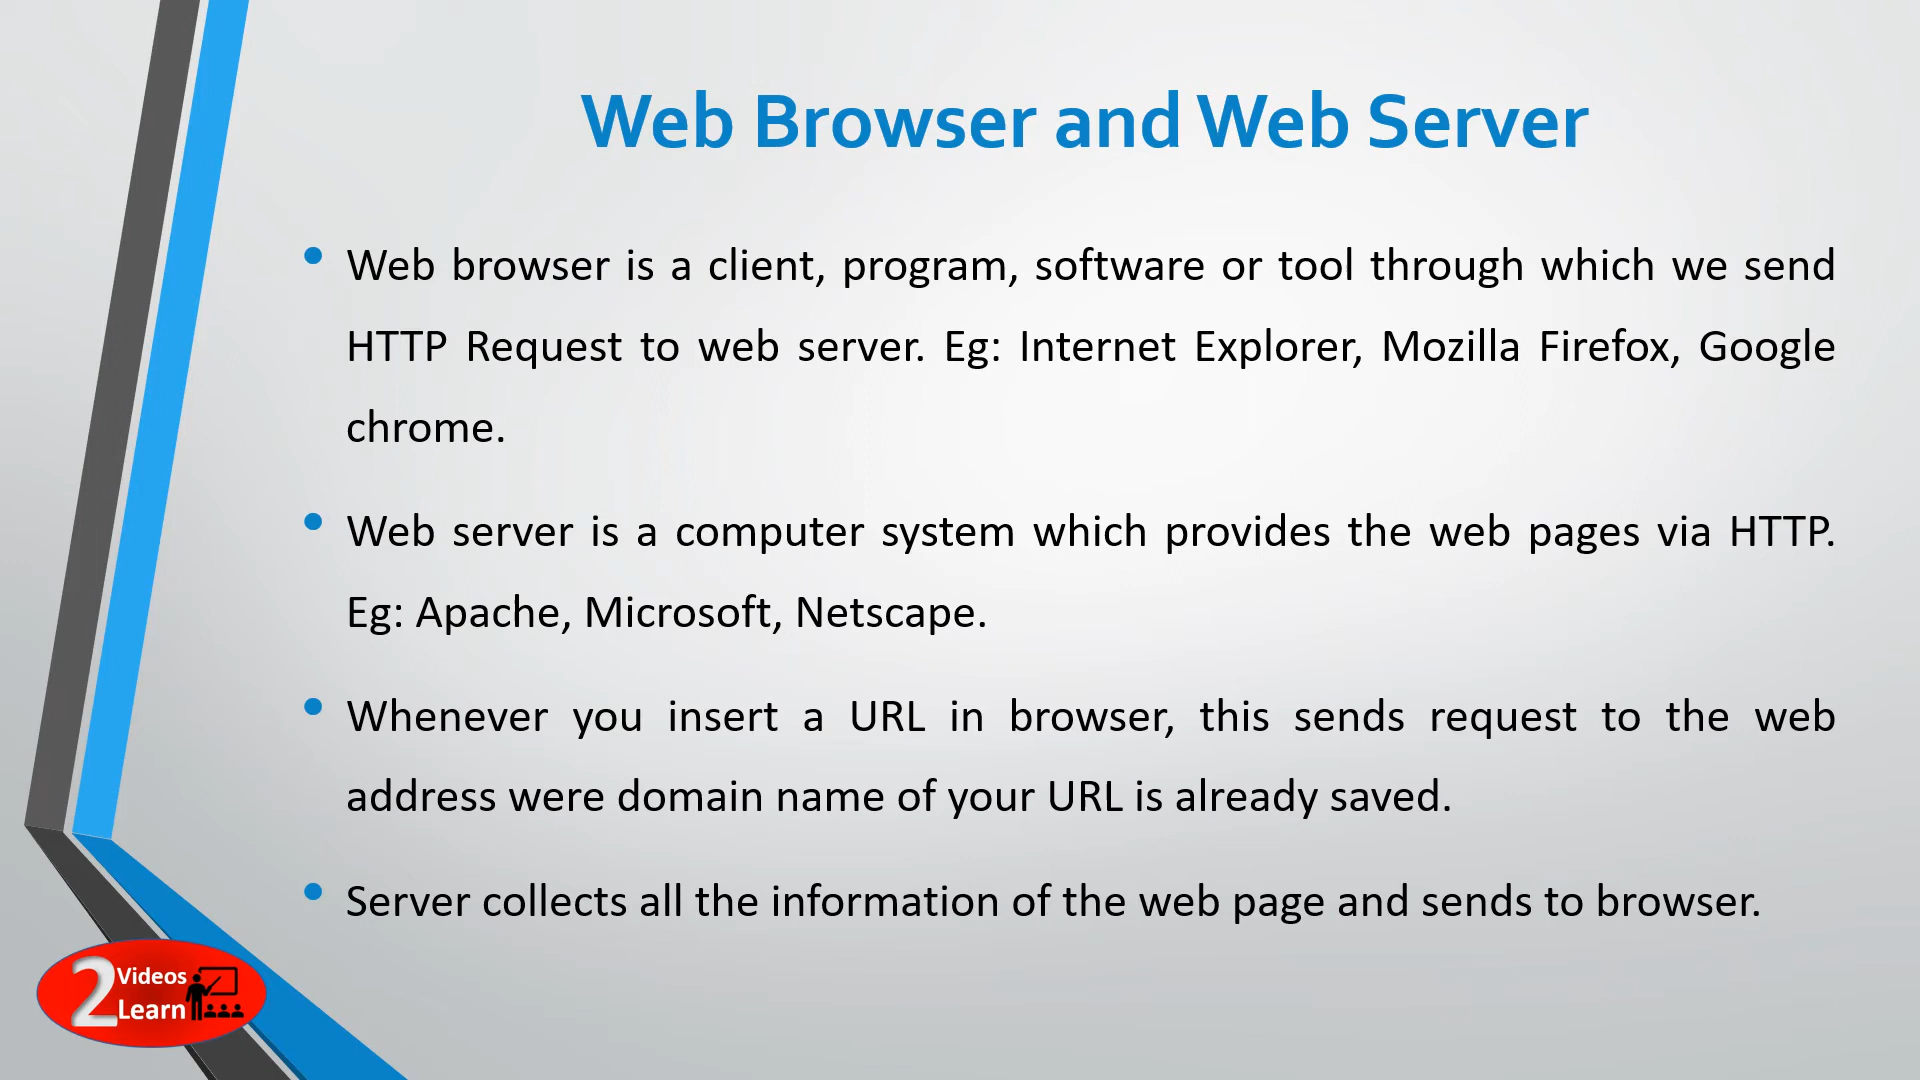 Web Browser and Web Server
• Web browser is a client, program, software or tool through which we send
HTTP Request to web server. Eg: Internet Explorer, Mozilla Firefox, Google
chrome.
• Web server is a computer system which provides the web pages via HTTP.
Eg: Apache, Microsoft, Netscape.
• Whenever you insert a URL in browser, this sends request to the web
address were domain name of your URL is already saved.
• Server collects all the information of the web page and sends to browser.
2 Videos
Learn